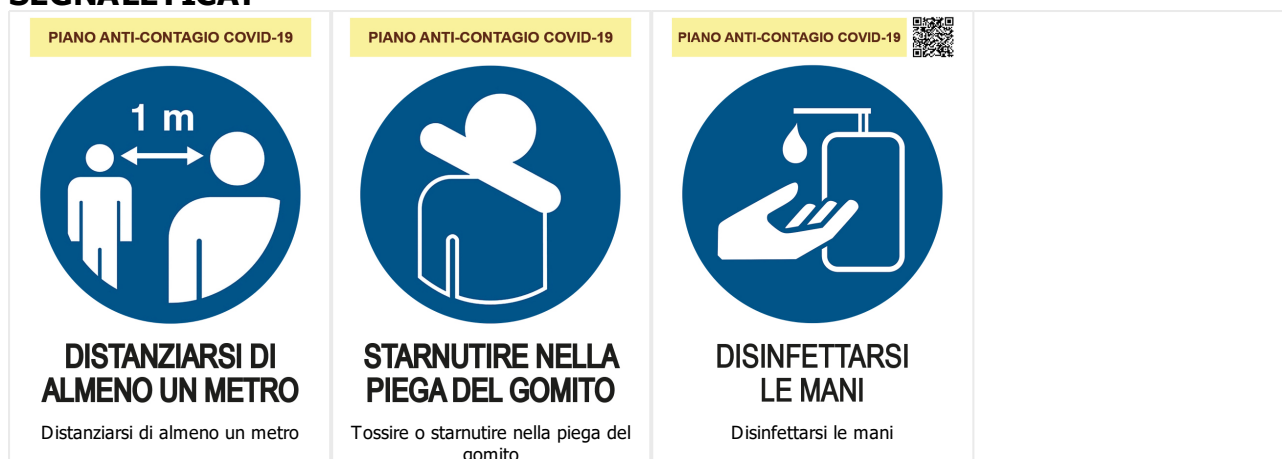 SEGNALETICA:
PIANO ANTI-CONTAGIO COVID-19
1 m
DISTANZIARSI DI
ALMENO UN METRO
Distanziarsi di almeno un metro
PIANO ANTI-CONTAGIO COVID-19
STARNUTIRE NELLA
PIEGA DEL GOMITO
Tossire o starnutire nella piega del
gomito
PIANO ANTI-CONTAGIO COVID-19
DISINFETTARSI
LE MANI
Disinfettarsi le mani